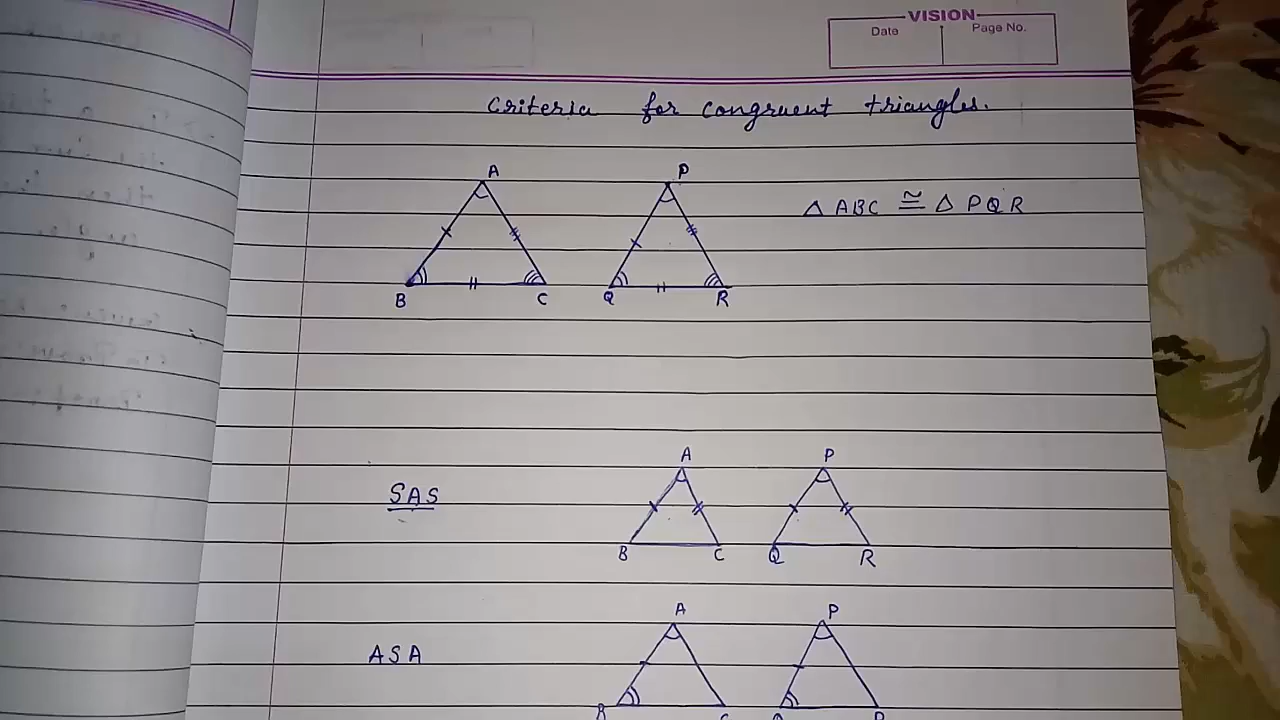 VISION
Date Page No.
Criteria for congruent triangles.
A P
△ ABC ≅ △ PQR
B C Q R
A P
SAS
B C Q R
A P
ASA